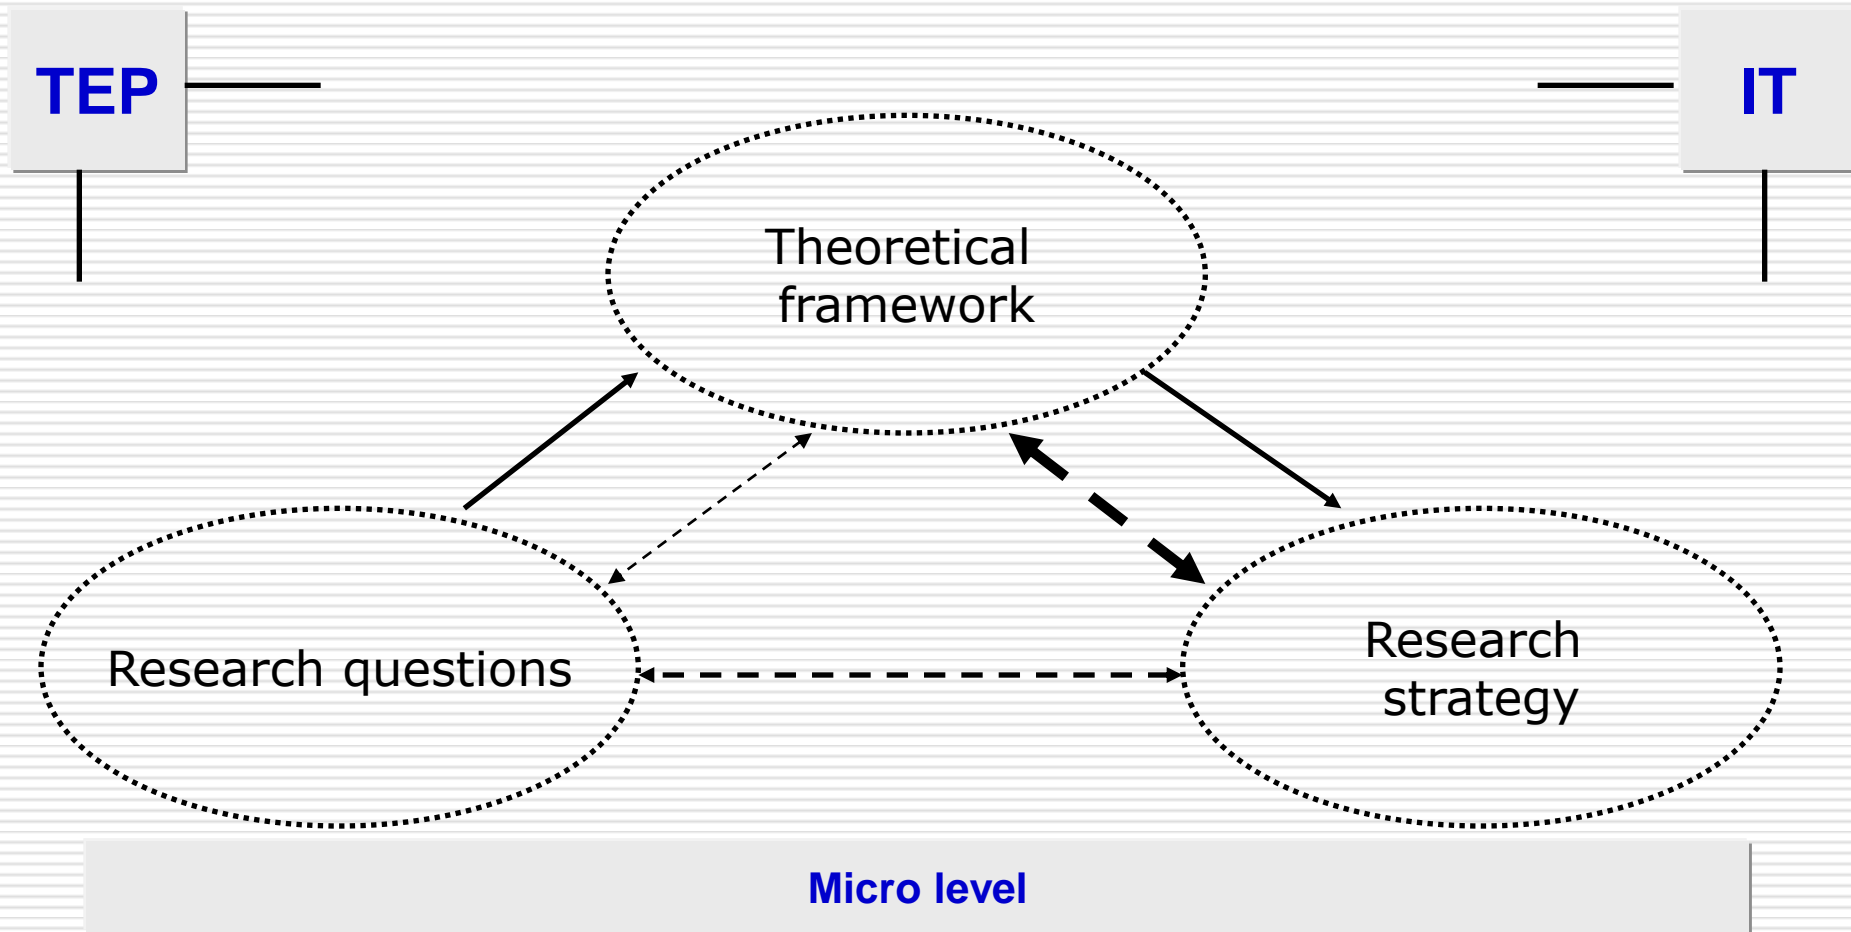 TEP
IT
Theoretical
framework
Research questions
Research
strategy
Micro level